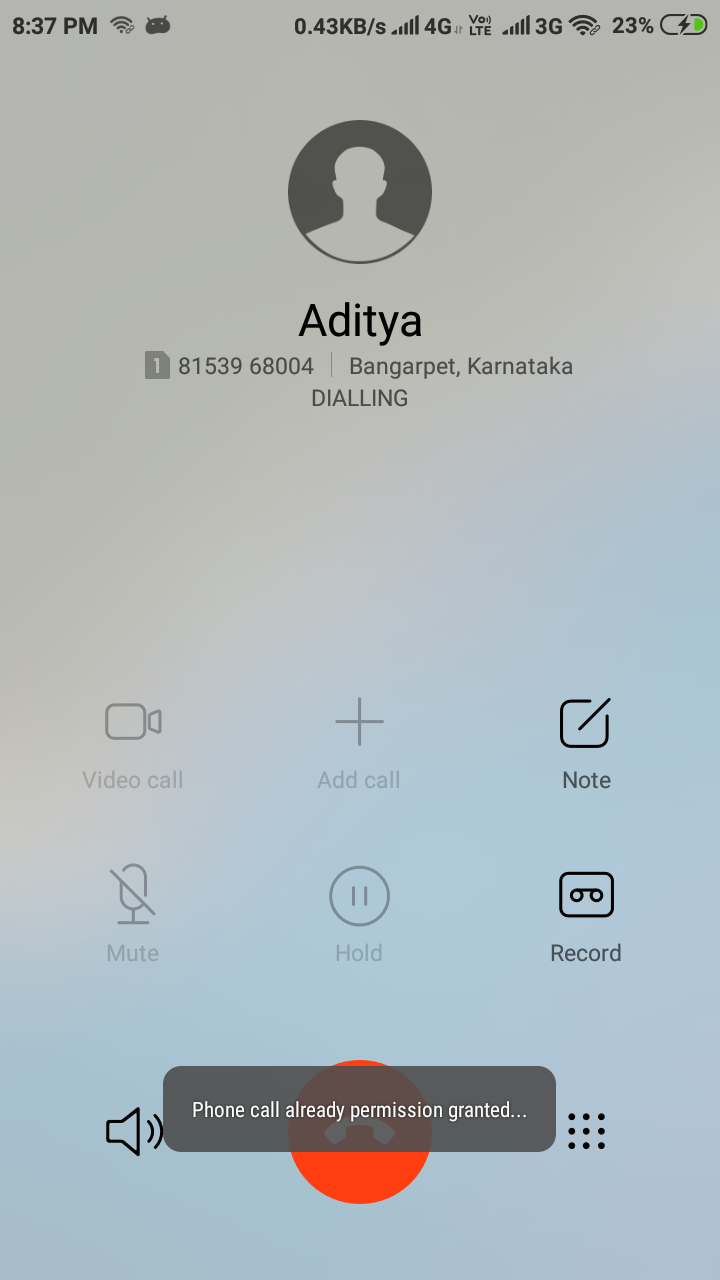 8:37 PM 0.43KB/s 4G Vo) LTE 3G 23%
Aditya
1 81539 68004 Bangarpet, Karnataka
DIALLING
Video call Add call Note
Mute Hold Record
Phone call already permission granted...